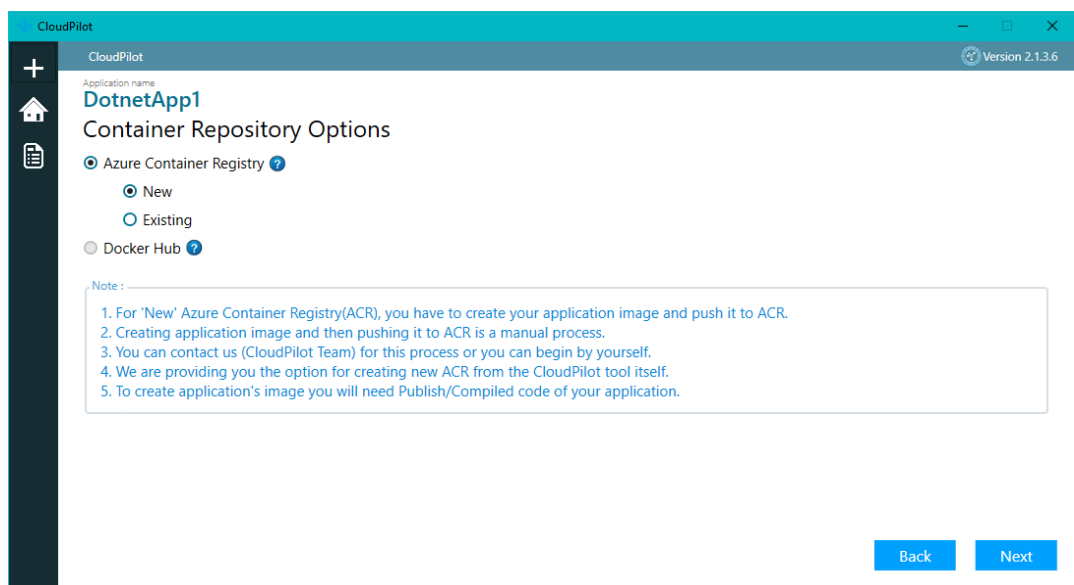 CloudPilot
CloudPilot
Version 2.1.3.6
Application name
DotnetApp1
Container Repository Options
Azure Container Registry ?
New
Existing
Docker Hub ?
Note :
1. For 'New' Azure Container Registry(ACR), you have to create your application image and push it to ACR.
2. Creating application image and then pushing it to ACR is a manual process.
3. You can contact us (CloudPilot Team) for this process or you can begin by yourself.
4. We are providing you the option for creating new ACR from the CloudPilot tool itself.
5. To create application's image you will need Publish/Compiled code of your application.
Back Next